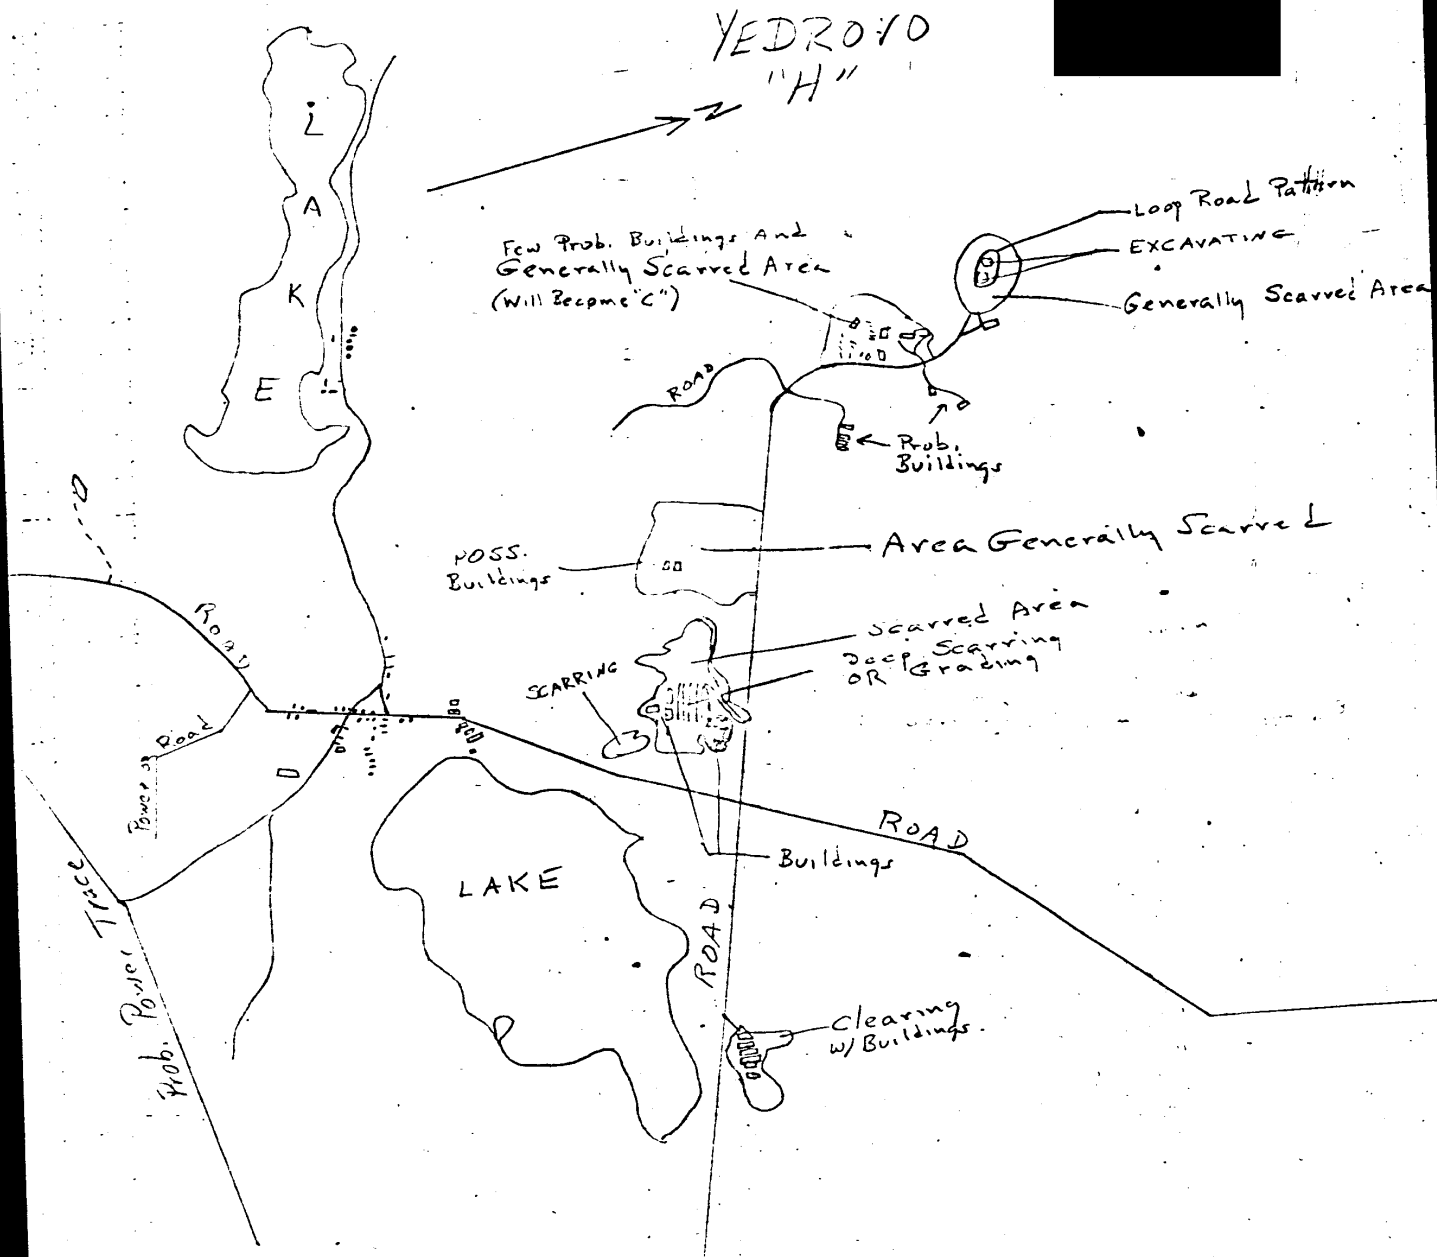 YEDROVO
"H"
N
L
A
K
E
Few Prob. Buildings And
Generally Scarred Area
(Will Become "C")
Loop Road Pattern
EXCAVATING
Generally Scarred Area
ROAD
Prob.
Buildings
Area Generally Scarred
POSS.
Buildings
Scarred Area
Deep Scarring
OR Grading
SCARRING
Road
Road
Power
ROAD
Buildings
LAKE
ROAD
Prob. Power Trace
Clearing
w/ Buildings.